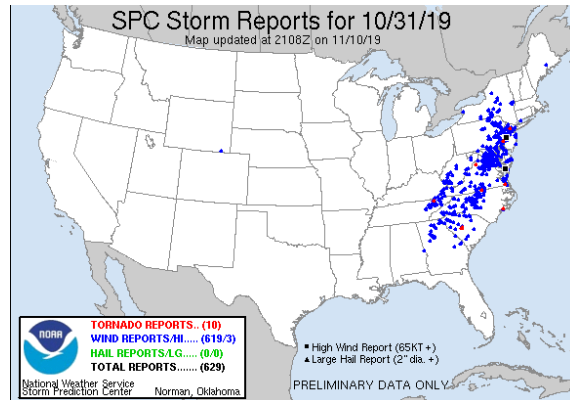 SPC Storm Reports for 10/31/19
Map updated at 2108Z on 11/10/19
NOAA
TORNADO REPORTS.. (10)
WIND REPORTS/HI..... (619/3)
HAIL REPORTS/LG..... (0/0)
TOTAL REPORTS....... (629)
National Weather Service
Storm Prediction Center Norman, Oklahoma
High Wind Report (65KT +)
Large Hail Report (2" dia. +)
PRELIMINARY DATA ONLY